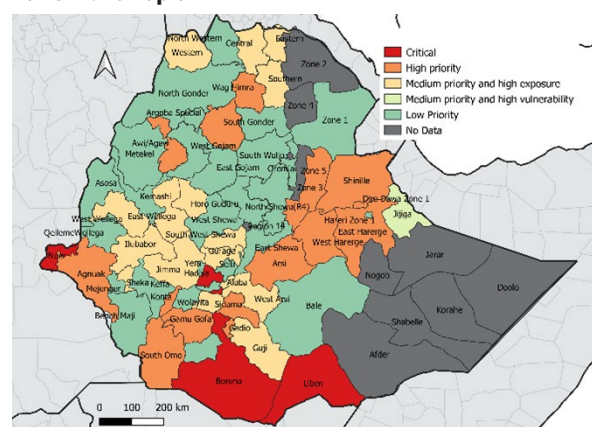 North Western
Western
Central
Eastern
Southern
Zone 2
Zone 4
Zone 1
North Gonder
Wag Himra
Argoba Special
South Gonder
Awi/Agew
Metekel
West Gojam
East Gojam
South Wollo
Oromia
Zone 5
Zone 3
Asosa
Kemashi
Horo Guduru
North Shewa(R4)
West Shewa
Region 14
West Wellega
East Wellega
QellemeWollega
South West Shewa
Ilubabor
Jimma
Gurage
Yem
Hadiya
Silti
Alaba
East Shewa
Arsi
West Arsi
Shinille
Dire Dawa
Zone 1
Jijiga
Hareri Zone 1
East Harerge
West Harerge
Nuer
Agnuak
Mejenger
Sheka
Keffa
Konta
Bench Maji
Wolayita
Sidama
Gamu Gofa
Gedio
Guji
South Omo
Borena
Liben
Bale
Nogob
Jarar
Doolo
Korahe
Shabelle
Afder
Critical
High priority
Medium priority and high exposure
Medium priority and high vulnerability
Low Priority
No Data
0 100 200 km